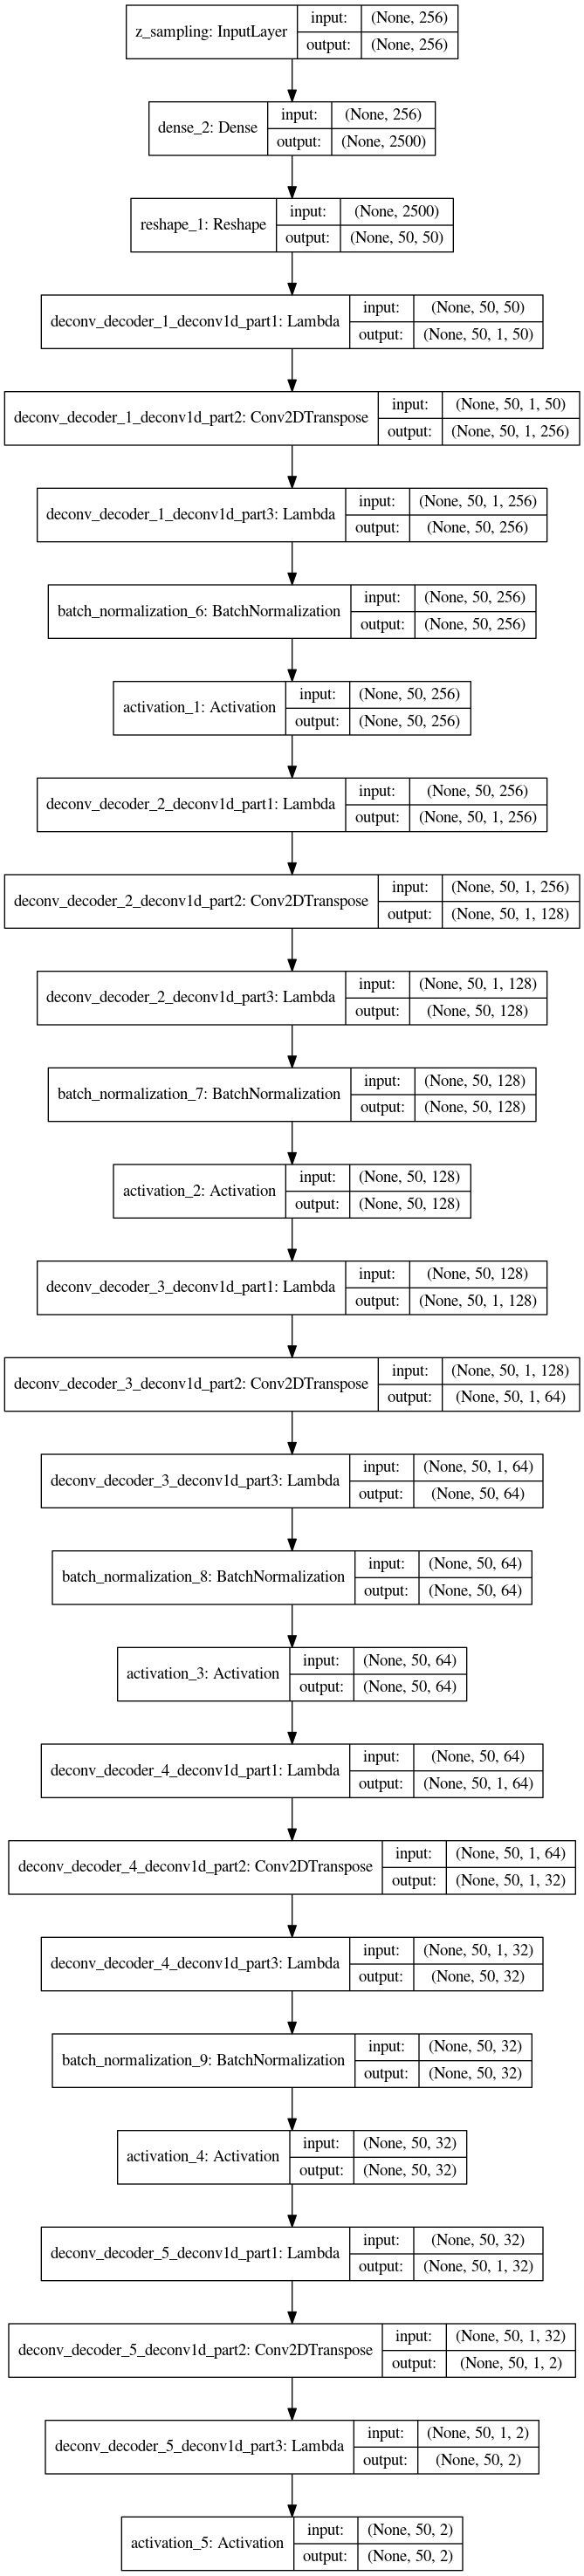 z_sampling: InputLayer
input: (None, 256)
output: (None, 256)
dense_2: Dense
input: (None, 256)
output: (None, 2500)
reshape_1: Reshape
input: (None, 2500)
output: (None, 50, 50)
deconv_decoder_1_deconv1d_part1: Lambda
input: (None, 50, 50)
output: (None, 50, 1, 50)
deconv_decoder_1_deconv1d_part2: Conv2DTranspose
input: (None, 50, 1, 50)
output: (None, 50, 1, 256)
deconv_decoder_1_deconv1d_part3: Lambda
input: (None, 50, 1, 256)
output: (None, 50, 256)
batch_normalization_6: BatchNormalization
input: (None, 50, 256)
output: (None, 50, 256)
activation_1: Activation
input: (None, 50, 256)
output: (None, 50, 256)
deconv_decoder_2_deconv1d_part1: Lambda
input: (None, 50, 256)
output: (None, 50, 1, 256)
deconv_decoder_2_deconv1d_part2: Conv2DTranspose
input: (None, 50, 1, 256)
output: (None, 50, 1, 128)
deconv_decoder_2_deconv1d_part3: Lambda
input: (None, 50, 1, 128)
output: (None, 50, 128)
batch_normalization_7: BatchNormalization
input: (None, 50, 128)
output: (None, 50, 128)
activation_2: Activation
input: (None, 50, 128)
output: (None, 50, 128)
deconv_decoder_3_deconv1d_part1: Lambda
input: (None, 50, 128)
output: (None, 50, 1, 128)
deconv_decoder_3_deconv1d_part2: Conv2DTranspose
input: (None, 50, 1, 128)
output: (None, 50, 1, 64)
deconv_decoder_3_deconv1d_part3: Lambda
input: (None, 50, 1, 64)
output: (None, 50, 64)
batch_normalization_8: BatchNormalization
input: (None, 50, 64)
output: (None, 50, 64)
activation_3: Activation
input: (None, 50, 64)
output: (None, 50, 64)
deconv_decoder_4_deconv1d_part1: Lambda
input: (None, 50, 64)
output: (None, 50, 1, 64)
deconv_decoder_4_deconv1d_part2: Conv2DTranspose
input: (None, 50, 1, 64)
output: (None, 50, 1, 32)
deconv_decoder_4_deconv1d_part3: Lambda
input: (None, 50, 1, 32)
output: (None, 50, 32)
batch_normalization_9: BatchNormalization
input: (None, 50, 32)
output: (None, 50, 32)
activation_4: Activation
input: (None, 50, 32)
output: (None, 50, 32)
deconv_decoder_5_deconv1d_part1: Lambda
input: (None, 50, 32)
output: (None, 50, 1, 32)
deconv_decoder_5_deconv1d_part2: Conv2DTranspose
input: (None, 50, 1, 32)
output: (None, 50, 1, 2)
deconv_decoder_5_deconv1d_part3: Lambda
input: (None, 50, 1, 2)
output: (None, 50, 2)
activation_5: Activation
input: (None, 50, 2)
output: (None, 50, 2)